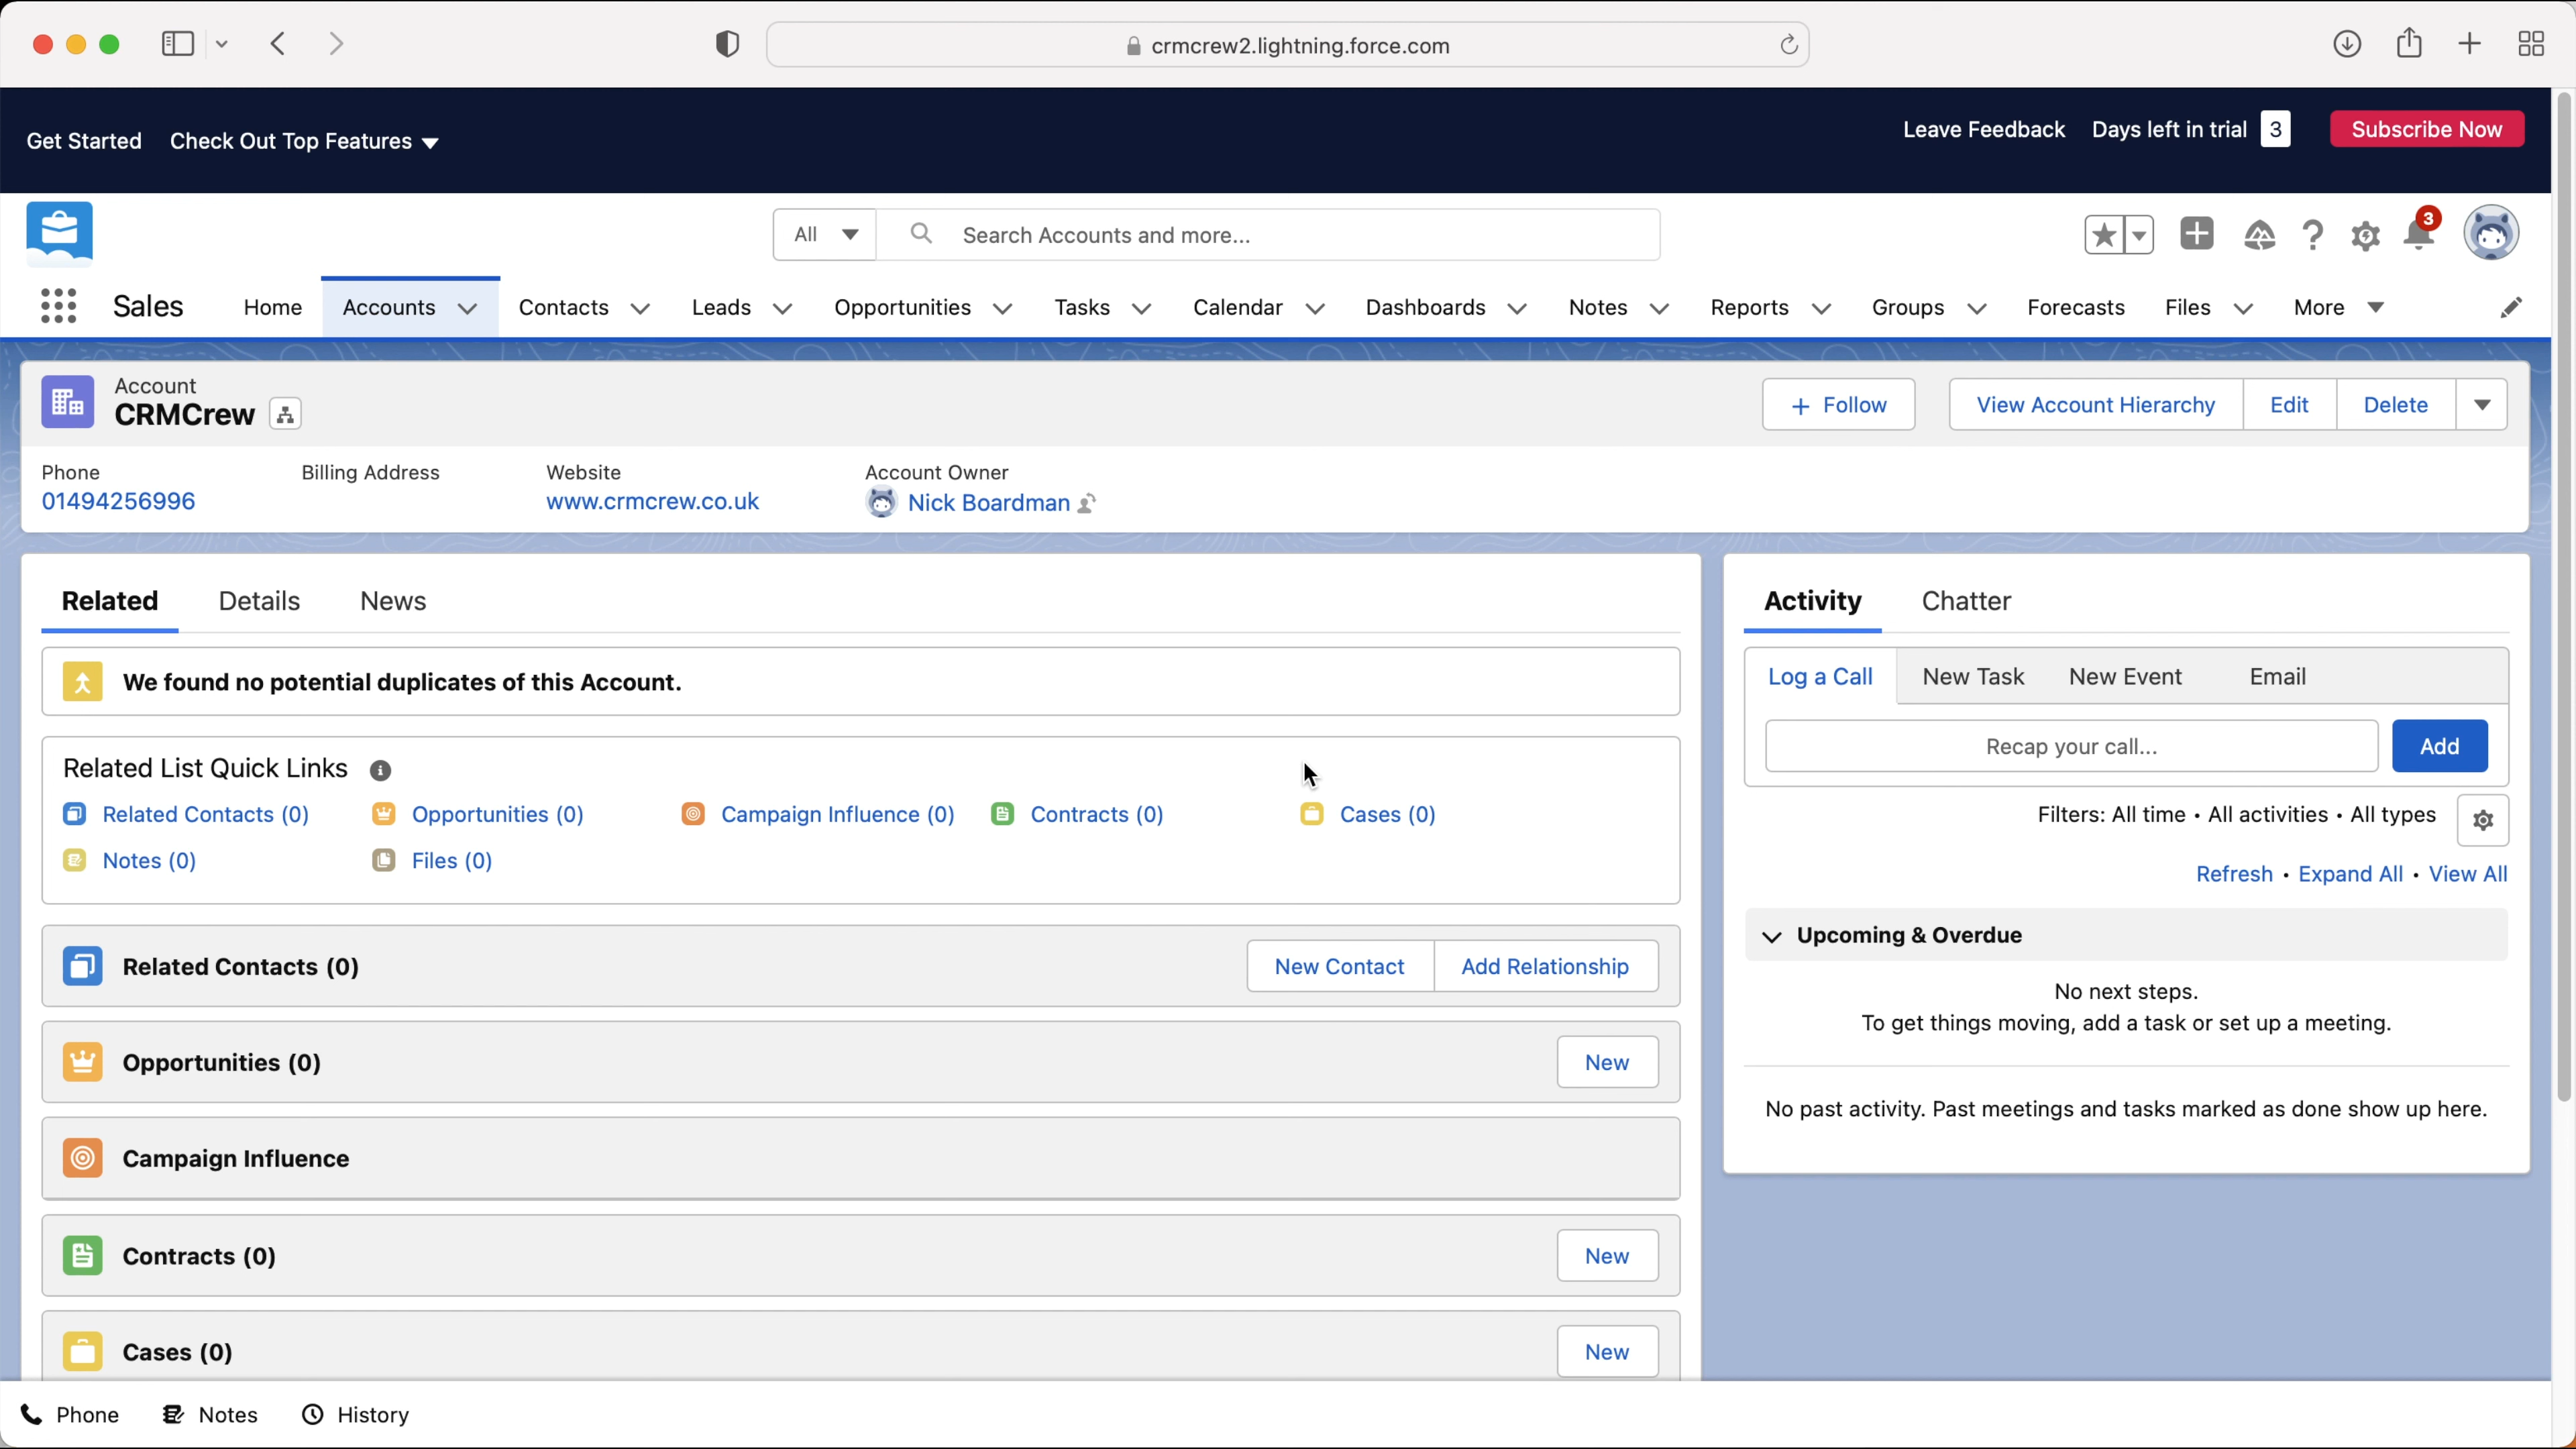 crmcrew2.lightning.force.com
Get Started Check Out Top Features
Leave Feedback Days left in trial 3 Subscribe Now
All Search Accounts and more...
3
Sales Home Accounts Contacts Leads Opportunities Tasks Calendar Dashboards Notes Reports Groups Forecasts Files More
Account
CRMCrew
+ Follow View Account Hierarchy Edit Delete
Phone Billing Address Website Account Owner
01494256996 www.crmcrew.co.uk Nick Boardman
Related Details News
We found no potential duplicates of this Account.
Related List Quick Links
Related Contacts (0) Opportunities (0) Campaign Influence (0) Contracts (0) Cases (0)
Notes (0) Files (0)
Related Contacts (0) New Contact Add Relationship
Opportunities (0) New
Campaign Influence
Contracts (0) New
Cases (0) New
Activity Chatter
Log a Call New Task New Event Email
Recap your call... Add
Filters: All time • All activities • All types
Refresh • Expand All • View All
Upcoming & Overdue
No next steps.
To get things moving, add a task or set up a meeting.
No past activity. Past meetings and tasks marked as done show up here.
Phone Notes History